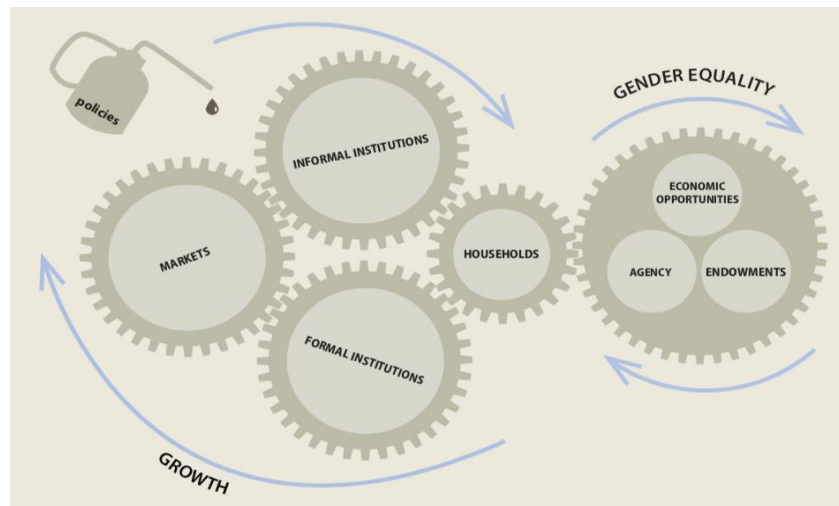 policies
INFORMAL INSTITUTIONS
GENDER EQUALITY
MARKETS
HOUSEHOLDS
ECONOMIC
OPPORTUNITIES
AGENCY
ENDOWMENTS
FORMAL INSTITUTIONS
GROWTH